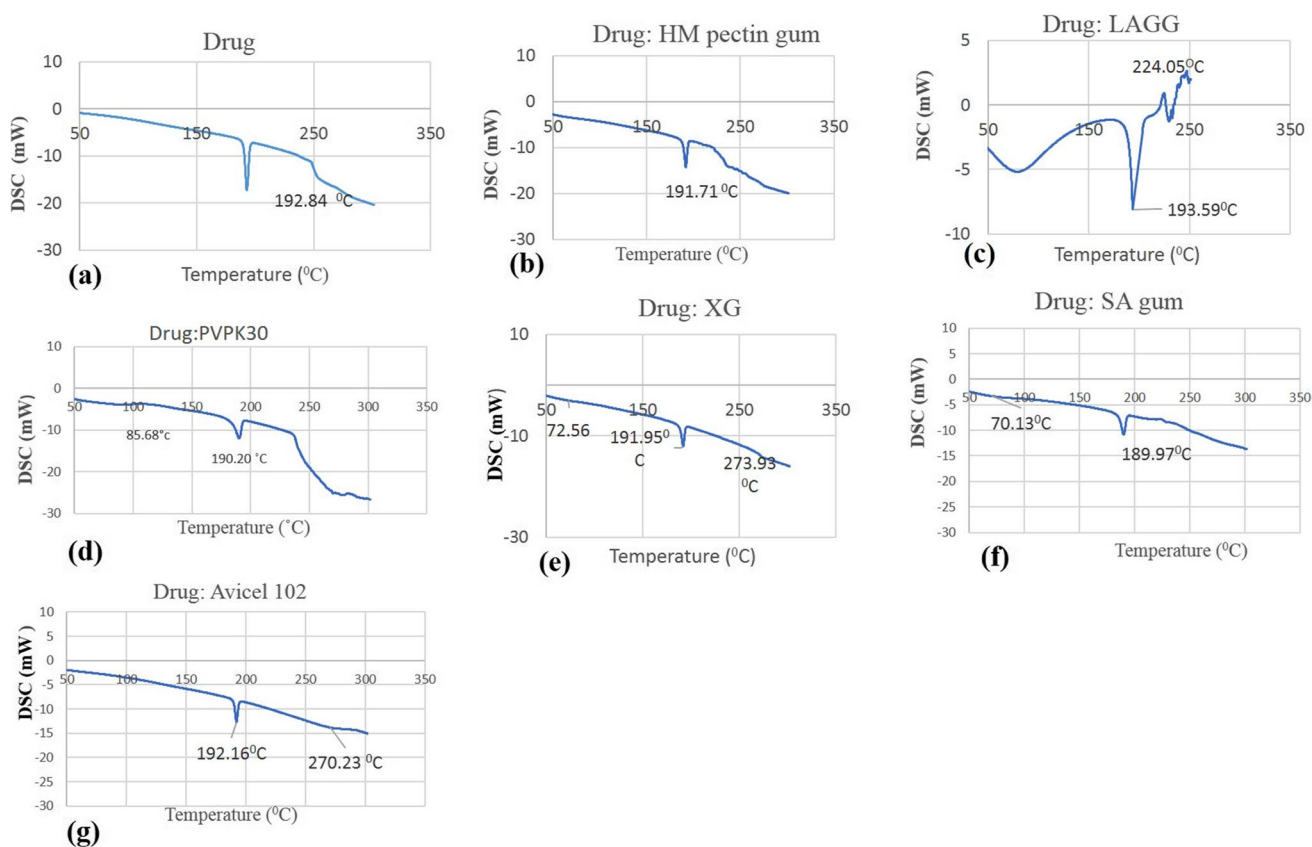 Drug
10
0
50
150
250
350
-10
-20
-30
192.84 ⁰C
DSC (mW)
Temperature (⁰C)
(a)
Drug: HM pectin gum
10
0
50
150
250
350
-10
-20
-30
191.71 ⁰C
DSC (mW)
Temperature (⁰C)
(b)
Drug: LAGG
5
224.05⁰C
0
50
150
250
350
-5
193.59⁰C
-10
DSC (mW)
Temperature (⁰C)
(c)
Drug:PVPK30
10
5
0
50
100
150
200
250
300
350
-5
-10
85.68°c
-15
190.20 ˚C
-20
-25
-30
DSC (mW)
Temperature (˚C)
(d)
Drug: XG
10
50
150
250
350
72.56
191.95⁰
C
-10
273.93
⁰C
-30
DSC (mW)
Temperature (⁰C)
(e)
Drug: SA gum
10
5
0
50
100
150
200
250
300
350
-5
70.13⁰C
-10
189.97⁰C
-15
-20
-25
-30
DSC (mW)
Temperature (⁰C)
(f)
Drug: Avicel 102
10
5
0
50
100
150
200
250
300
350
-5
-10
-15
192.16⁰C
270.23 ⁰C
-20
-25
-30
DSC (mW)
Temperature (⁰C)
(g)